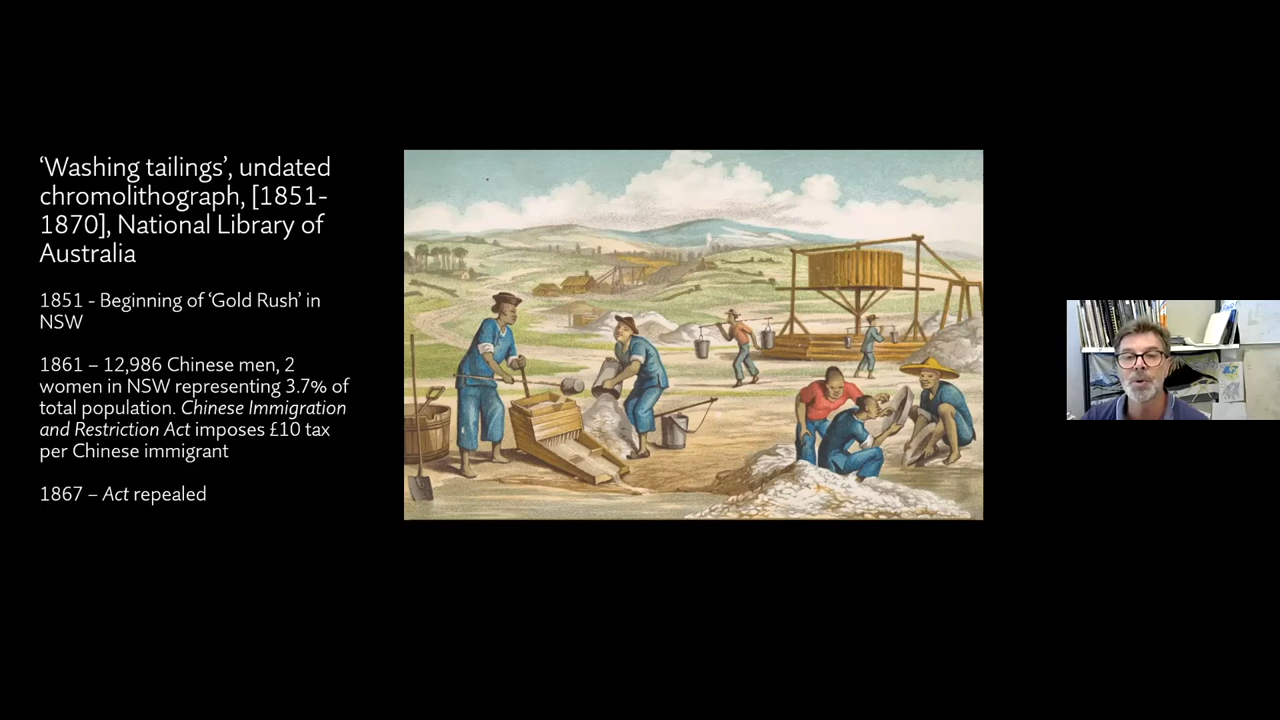 ‘Washing tailings’, undated
chromolithograph, [1851-
1870], National Library of
Australia
1851 - Beginning of ‘Gold Rush’ in
NSW
1861 – 12,986 Chinese men, 2
women in NSW representing 3.7% of
total population. Chinese Immigration
and Restriction Act imposes £10 tax
per Chinese immigrant
1867 – Act repealed